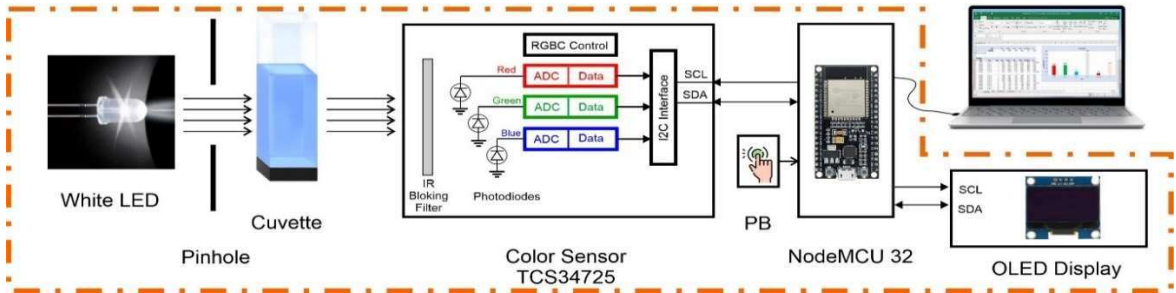 White LED
Pinhole
Cuvette
RGBC Control
Red
ADC Data
Green
ADC Data
Blue
ADC Data
I2C Interface
IR
Bloking
Filter
Photodiodes
Color Sensor
TCS34725
SCL
SDA
PB
NodeMCU 32
SCL
SDA
OLED Display